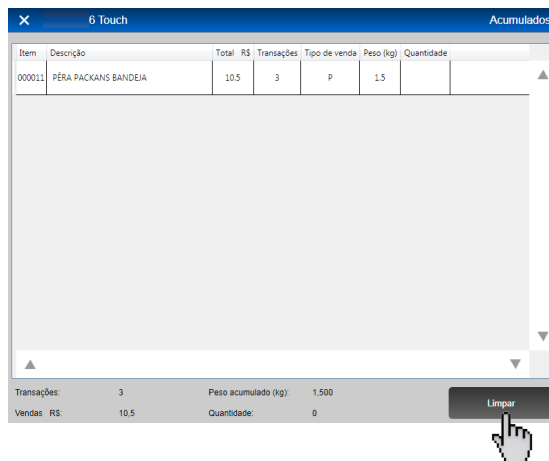 6 Touch Acumulados
Item Descrição Total R$ Transações Tipo de venda Peso (kg) Quantidade
000011 PÊRA PACKANS BANDEJA 10.5 3 P 1.5
Transações: 3 Peso acumulado (kg): 1,500
Vendas R$: 10,5 Quantidade: 0
Limpar